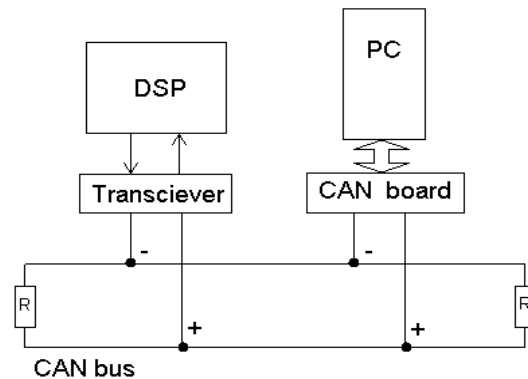 DSP
PC
Transciever
CAN board
-
-
R
R
+
+
CAN bus